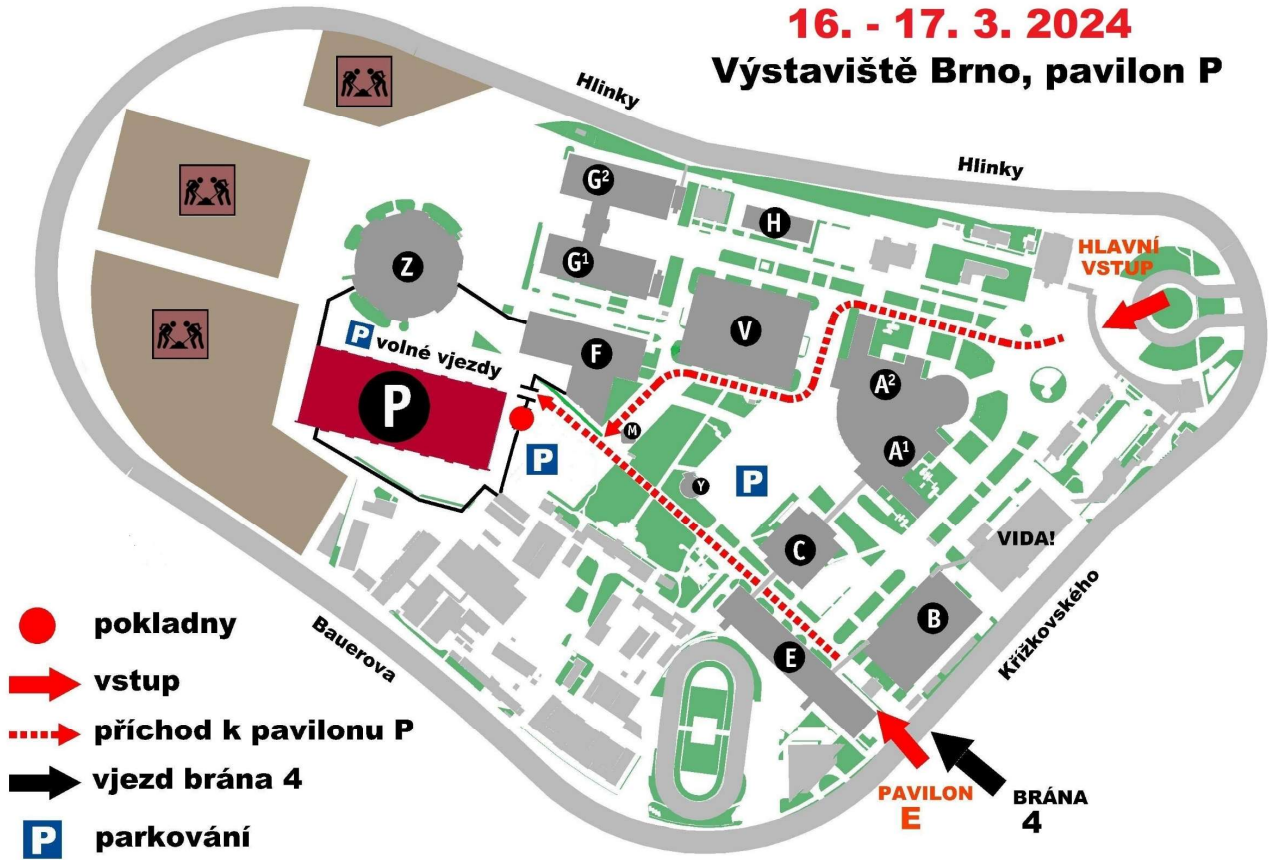 16. - 17. 3. 2024
Výstaviště Brno, pavilon P
Hlinky
Hlinky
G²
H
G¹
Z
HLAVNÍ
VSTUP
V
P volné vjezdy
F
A²
P
M
A¹
P
Y
P
VIDA!
C
B
E
Křížkovského
Bauerova
pokladny
vstup
příchod k pavilonu P
vjezd brána 4
P parkování
PAVILON
E
BRÁNA
4